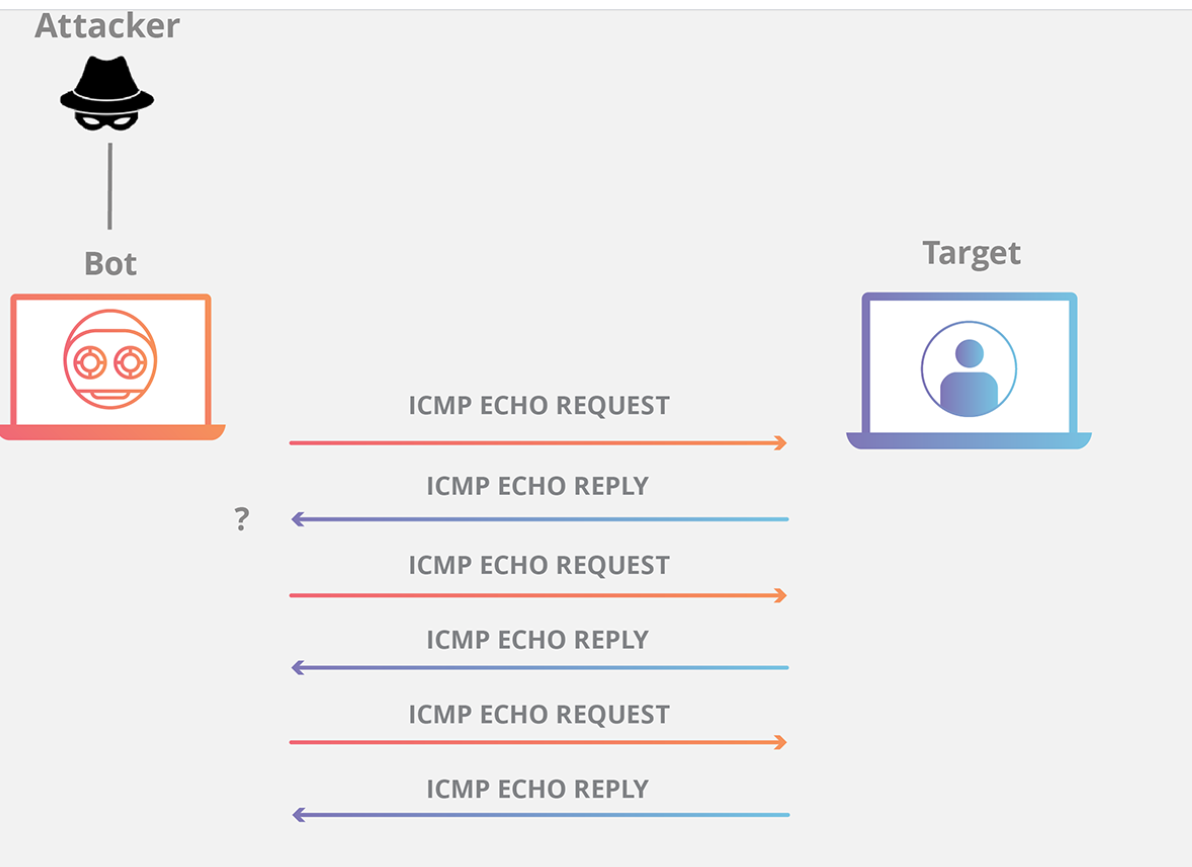 Attacker
Bot
Target
ICMP ECHO REQUEST
ICMP ECHO REPLY
?
ICMP ECHO REQUEST
ICMP ECHO REPLY
ICMP ECHO REQUEST
ICMP ECHO REPLY